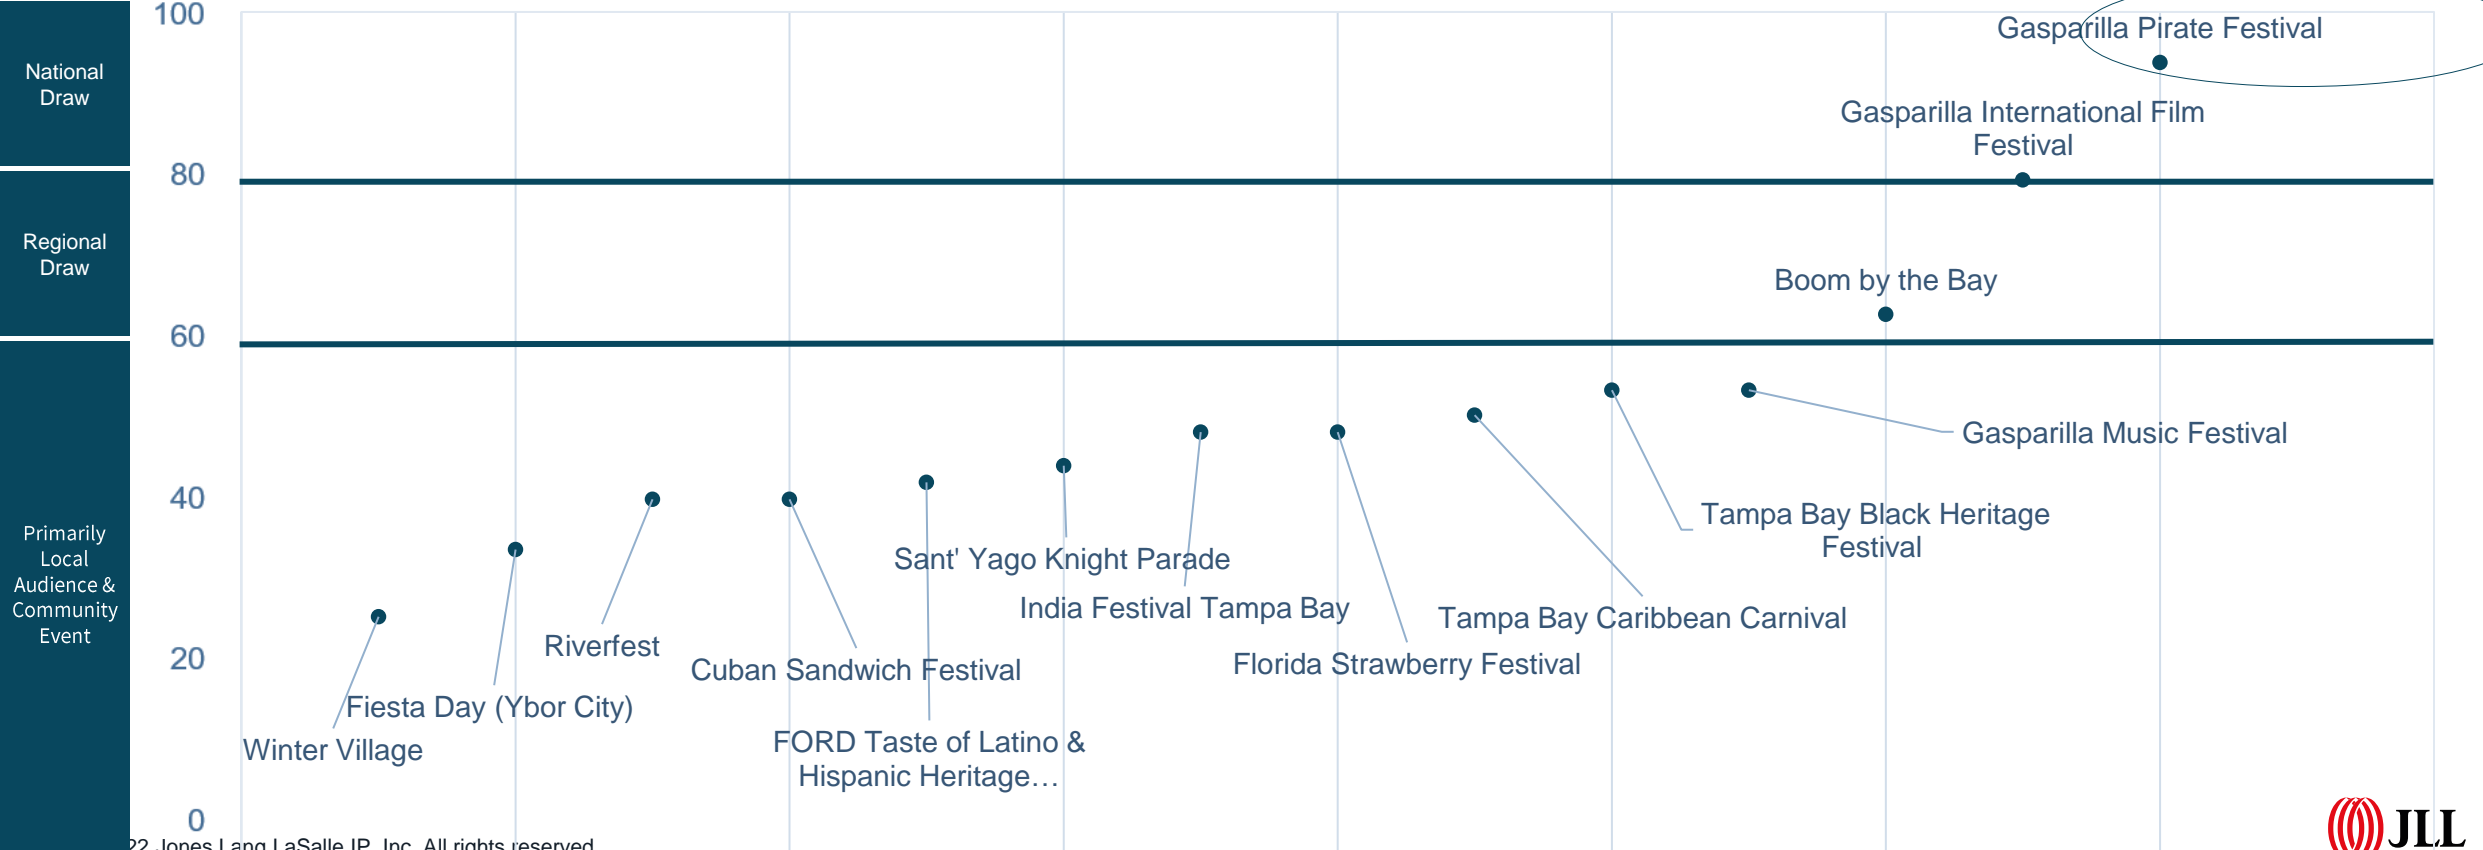 100
Gasparilla Pirate Festival
National
Draw
Gasparilla International Film
Festival
80
Regional
Draw
Boom by the Bay
60
Gasparilla Music Festival
40
Tampa Bay Black Heritage
Festival
Primarily
Local
Audience &
Community
Event
Sant' Yago Knight Parade
India Festival Tampa Bay
Tampa Bay Caribbean Carnival
Riverfest
20
Cuban Sandwich Festival
Florida Strawberry Festival
Fiesta Day (Ybor City)
Winter Village
FORD Taste of Latino &
Hispanic Heritage…
0
22 Jones Lang LaSalle IP, Inc. All rights reserved
JLL